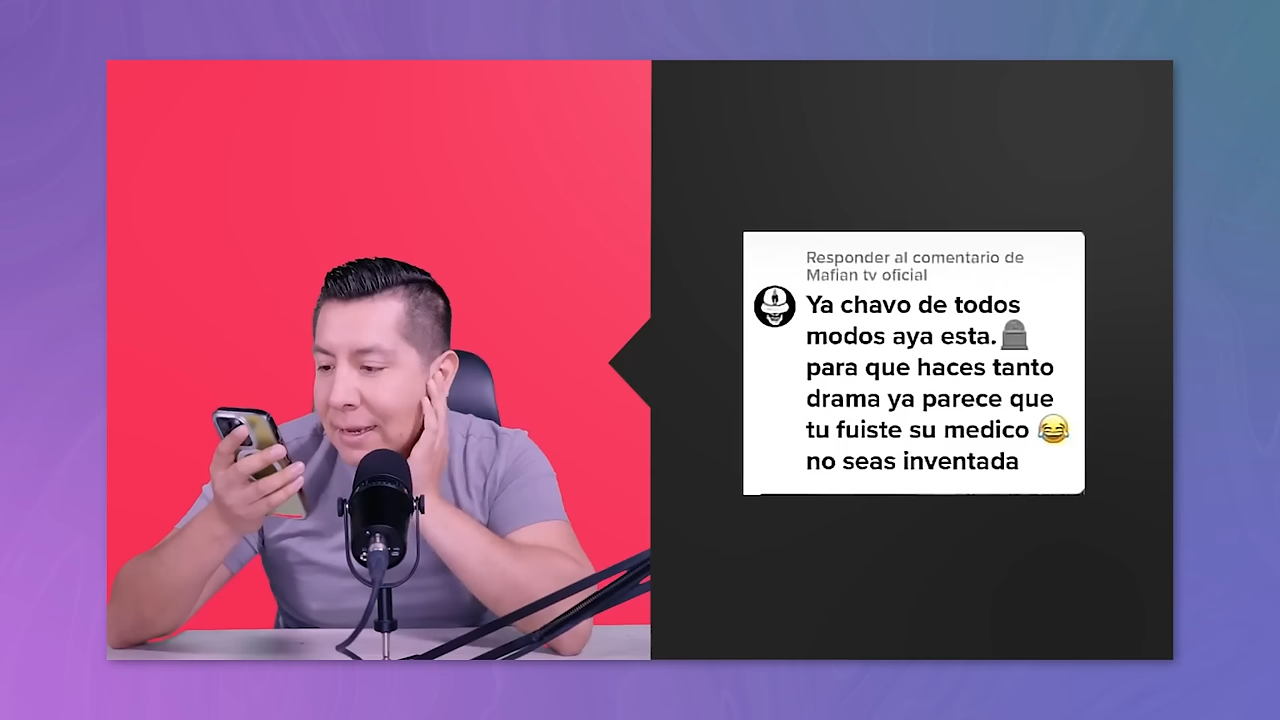 Responder al comentario de
Mafian tv oficial
Ya chavo de todos
modos aya esta.🪦
para que haces tanto
drama ya parece que
tu fuiste su medico 😂
no seas inventada